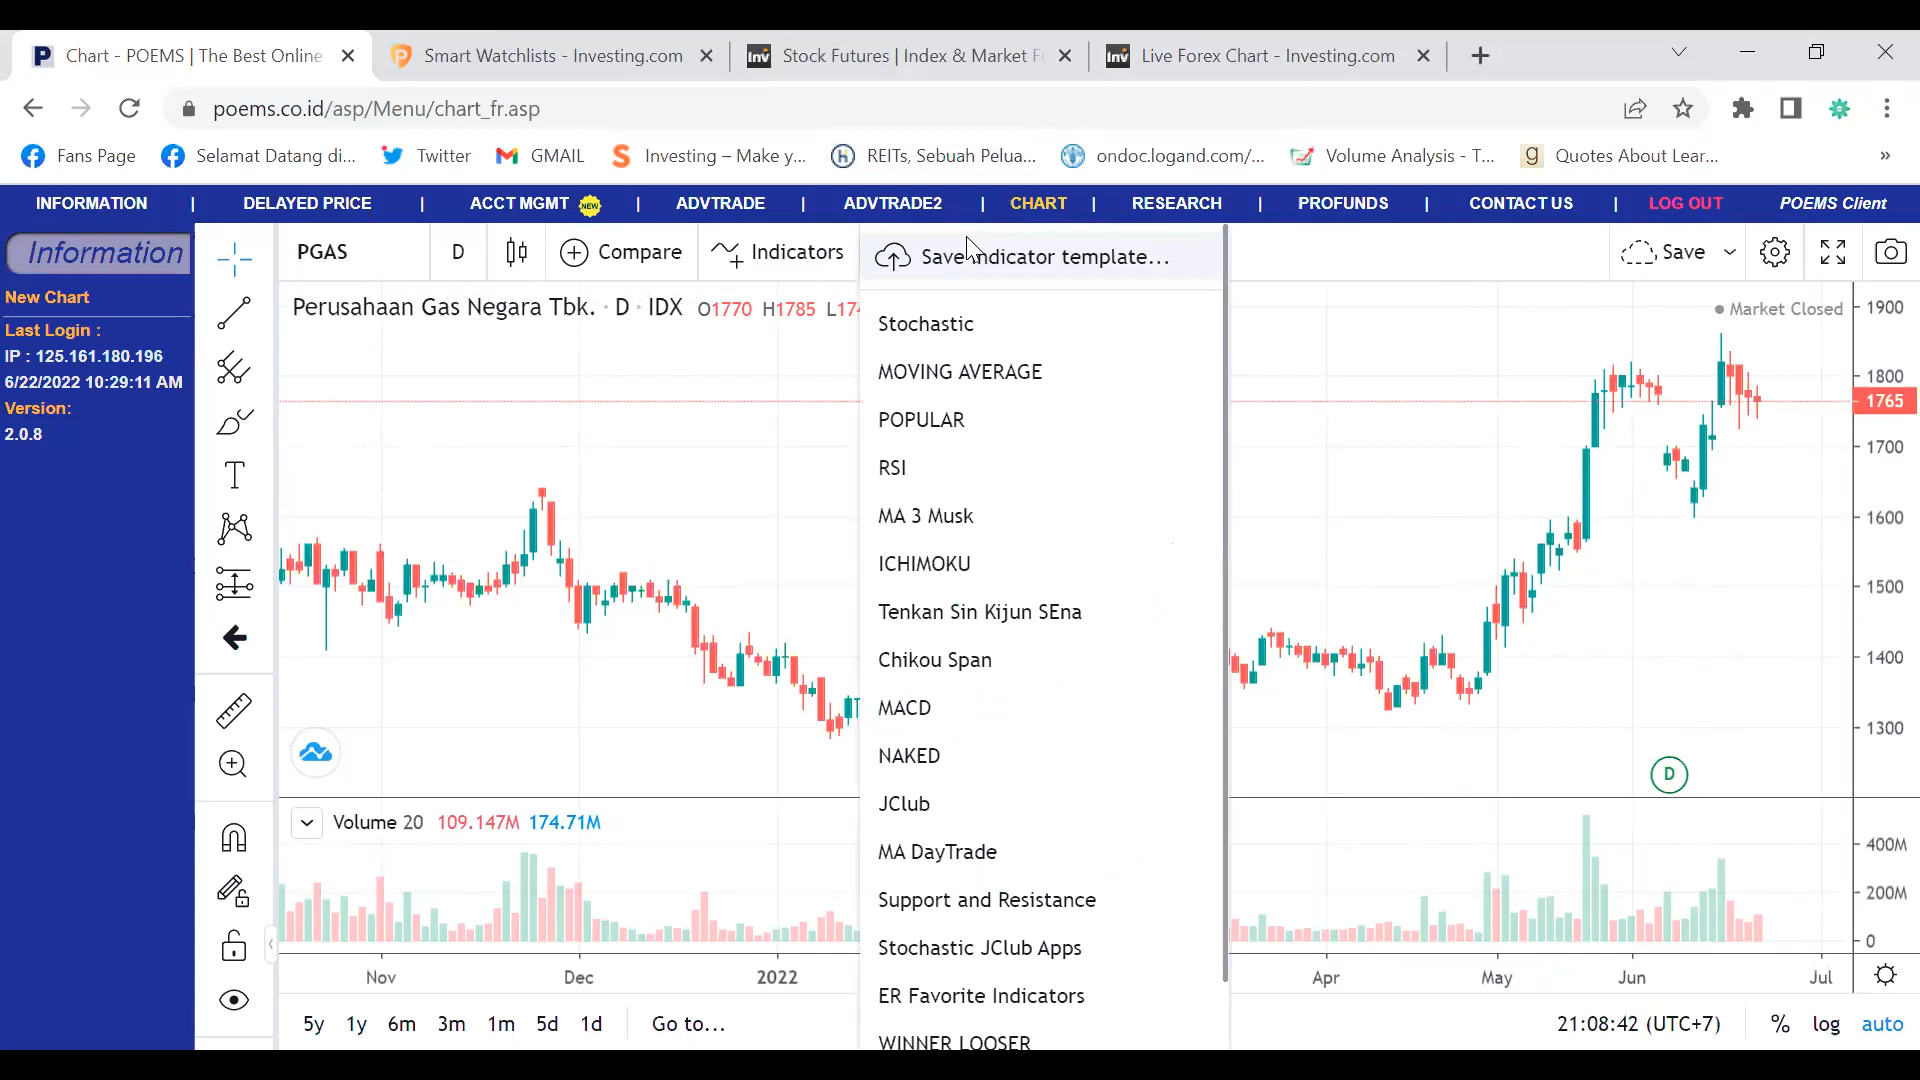 Chart - POEMS | The Best Online
Smart Watchlists - Investing.com
Stock Futures | Index & Market F
Live Forex Chart - Investing.com
poems.co.id/asp/Menu/chart_fr.asp
Fans Page
Selamat Datang di...
Twitter
GMAIL
Investing – Make y...
REITs, Sebuah Pelua...
ondoc.logand.com/...
Volume Analysis - T...
Quotes About Lear...
INFORMATION | DELAYED PRICE | ACCT MGMT NEW | ADVTRADE | ADVTRADE2 | CHART | RESEARCH | PROFUNDS | CONTACT US | LOG OUT POEMS Client
Information
New Chart
Last Login :
IP : 125.161.180.196
6/22/2022 10:29:11 AM
Version:
2.0.8
PGAS
D
Compare
Indicators
Save
Perusahaan Gas Negara Tbk. · D · IDX O1770 H1785 L174
Market Closed
Save Indicator template...
Stochastic
MOVING AVERAGE
POPULAR
RSI
MA 3 Musk
ICHIMOKU
Tenkan Sin Kijun SEna
Chikou Span
MACD
NAKED
JClub
MA DayTrade
Support and Resistance
Stochastic JClub Apps
ER Favorite Indicators
WINNER LOOSER
1900
1800
1765
1700
1600
1500
1400
1300
D
Volume 20 109.147M 174.71M
400M
200M
0
Nov
Dec
2022
Apr
May
Jun
Jul
5y 1y 6m 3m 1m 5d 1d Go to...
21:08:42 (UTC+7) % log auto